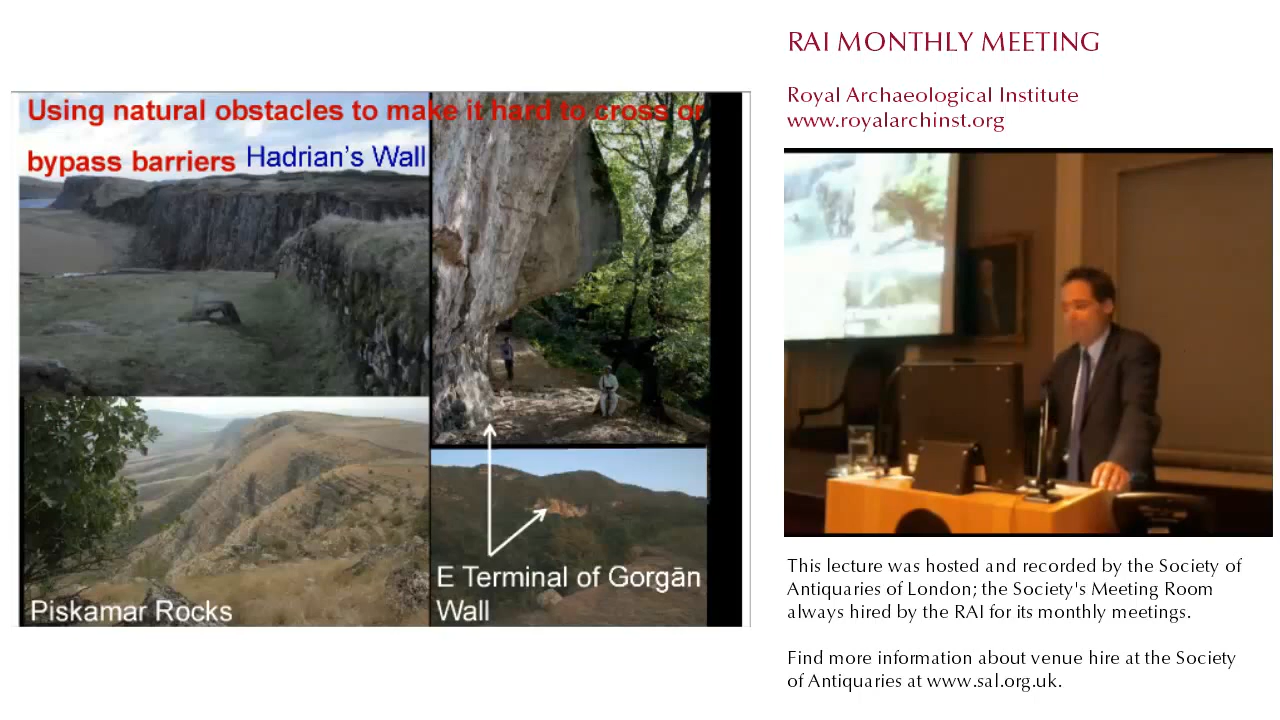 Using natural obstacles to make it hard to cross or
bypass barriers Hadrian's Wall
Piskamar Rocks
E Terminal of Gorgān
Wall
RAI MONTHLY MEETING
Royal Archaeological Institute
www.royalarchinst.org
This lecture was hosted and recorded by the Society of
Antiquaries of London; the Society's Meeting Room
always hired by the RAI for its monthly meetings.
Find more information about venue hire at the Society
of Antiquaries at www.sal.org.uk.